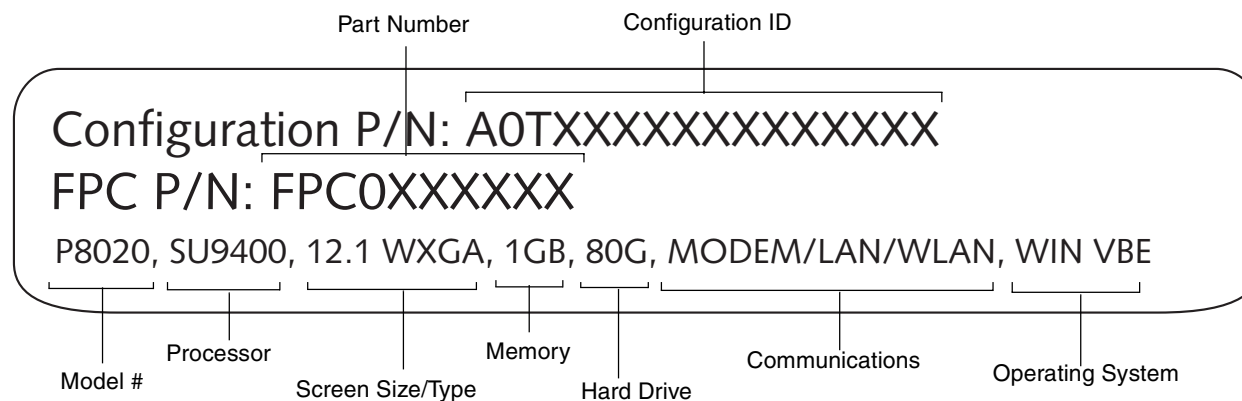 Part Number
Configuration ID
Configuration P/N: A0TXXXXXXXXXXXXXX
FPC P/N: FPC0XXXXXX
P8020, SU9400, 12.1 WXGA, 1GB, 80G, MODEM/LAN/WLAN, WIN VBE
Processor
Memory
Communications
Model #
Screen Size/Type
Hard Drive
Operating System